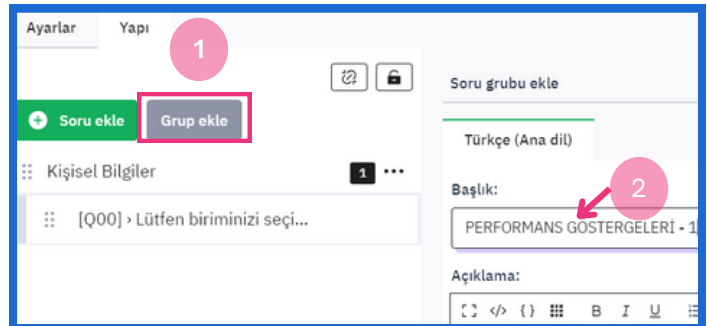 Ayarlar Yapı
1
Soru ekle Grup ekle
Kişisel Bilgiler 1
[Q00] › Lütfen biriminizi seçi...
Soru grubu ekle
Türkçe (Ana dil)
Başlık:
2
PERFORMANS GÖSTERGELERİ - 1
Açıklama:
B I U